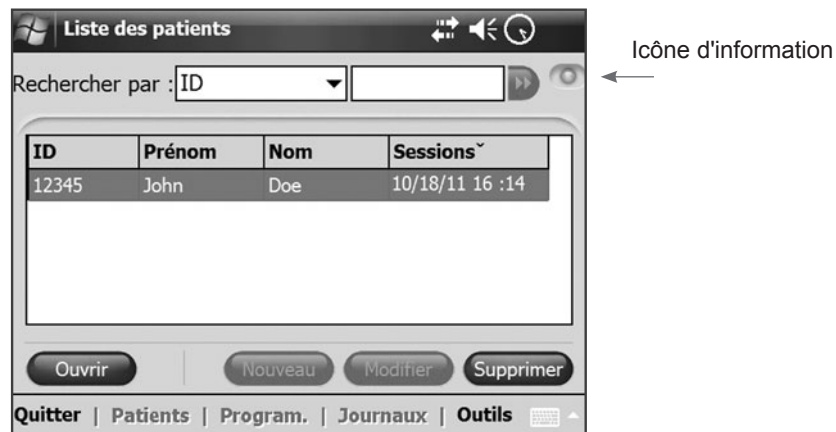 Liste des patients
Icône d'information
Rechercher par : ID
ID Prénom Nom Sessions
12345 John Doe 10/18/11 16 :14
Ouvrir Nouveau Modifier Supprimer
Quitter | Patients | Program. | Journaux | Outils